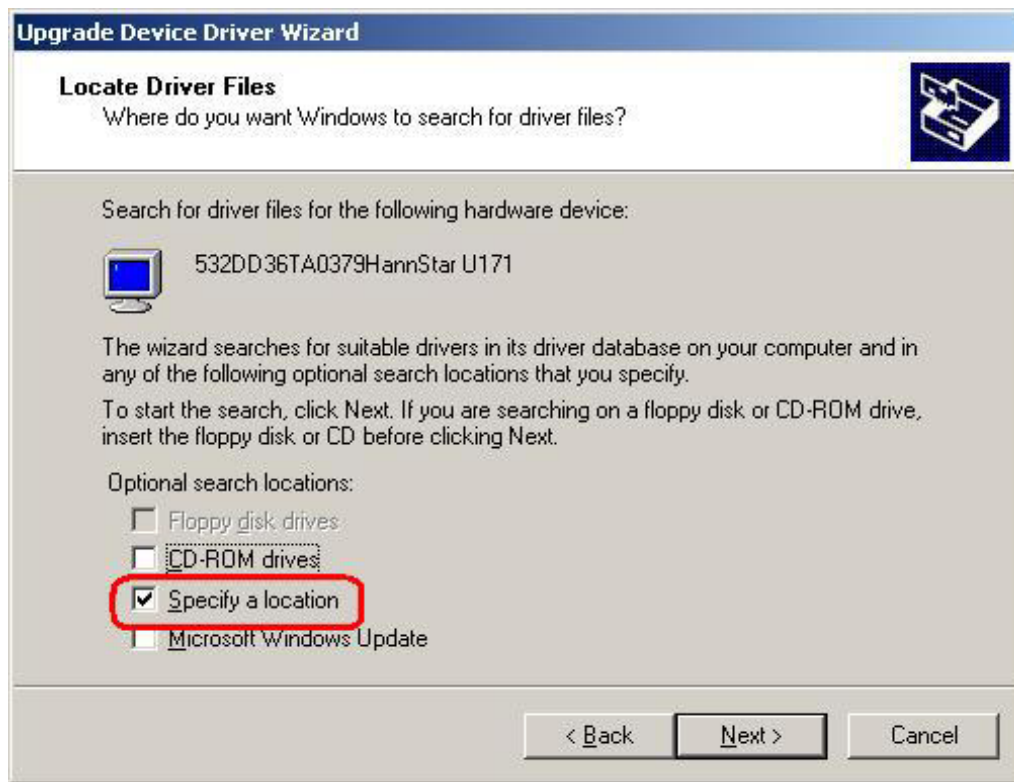 Upgrade Device Driver Wizard
Locate Driver Files
Where do you want Windows to search for driver files?
Search for driver files for the following hardware device:
532DD36TA0379HannStar U171
The wizard searches for suitable drivers in its driver database on your computer and in
any of the following optional search locations that you specify.
To start the search, click Next. If you are searching on a floppy disk or CD-ROM drive,
insert the floppy disk or CD before clicking Next.
Optional search locations:
Floppy disk drives
CD-ROM drives
Specify a location
Microsoft Windows Update
< Back
Next >
Cancel